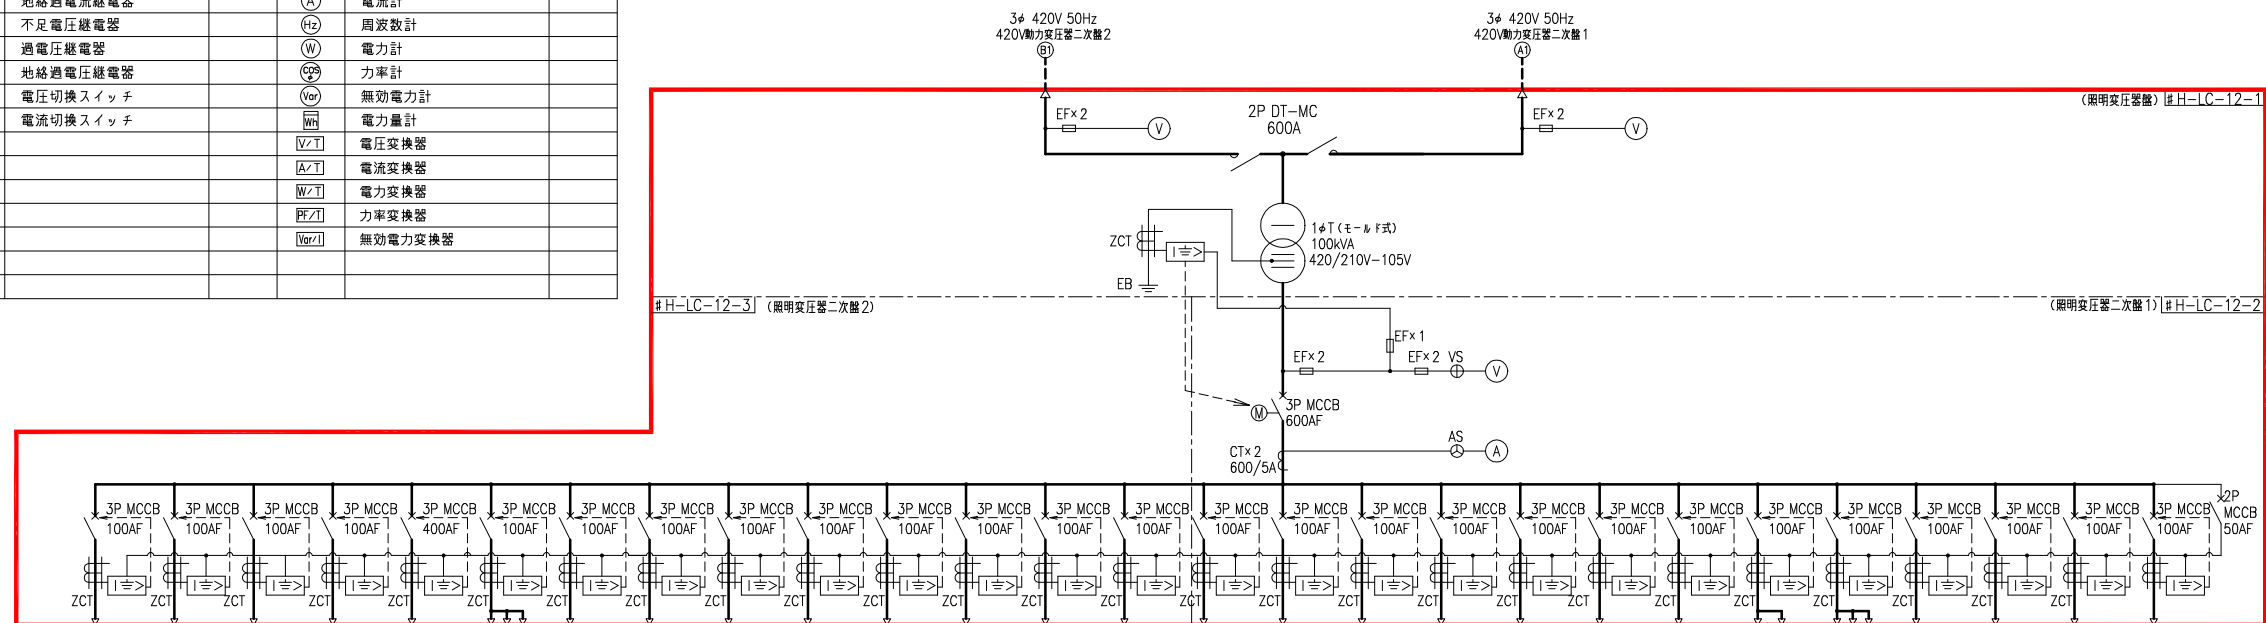 地絡過電流継電器 A 電流計
不足電圧継電器 Hz 周波数計
過電圧継電器 W 電力計
地絡過電圧継電器 cosφ 力率計
電圧切換スイッチ Var 無効電力計
電流切換スイッチ Wh 電力量計
V/T 電圧変換器
A/T 電流変換器
W/T 電力変換器
PF/T 力率変換器
Var/T 無効電力変換器
3φ 420V 50Hz
420V動力変圧器二次盤2
B1
3φ 420V 50Hz
420V動力変圧器二次盤1
A1
(照明変圧器盤) #H-LC-12-1
EF×2 V
2P DT-MC
600A
EF×2 V
1φT(モールド式)
100kVA
420/210V-105V
ZCT
I >
EB
#H-LC-12-3 (照明変圧器二次盤2)
(照明変圧器二次盤1) #H-LC-12-2
EF×1
EF×2 EF×2 VS V
M 3P MCCB
600AF
AS A
CT×2
600/5A
3P MCCB 3P MCCB 3P MCCB 3P MCCB 3P MCCB 3P MCCB 3P MCCB 3P MCCB 3P MCCB 3P MCCB 3P MCCB 3P MCCB 3P MCCB 3P MCCB 3P MCCB 3P MCCB 3P MCCB 3P MCCB 3P MCCB 3P MCCB 3P MCCB 3P MCCB 3P MCCB 3P MCCB 3P MCCB 3P MCCB 3P MCCB
100AF 100AF 100AF 100AF 400AF 100AF 100AF 100AF 100AF 100AF 100AF 100AF 100AF 100AF 100AF 100AF 100AF 100AF 100AF 100AF 100AF 100AF 100AF 100AF 100AF 100AF 100AF
2P
MCCB
50AF
I > I > I > I > I > I > I > I > I > I > I > I > I > I > I > I > I > I > I > I > I > I > I > I > I > I > I >
ZCT ZCT ZCT ZCT ZCT ZCT ZCT ZCT ZCT ZCT ZCT ZCT ZCT ZCT ZCT ZCT ZCT ZCT ZCT ZCT ZCT ZCT ZCT ZCT ZCT ZCT ZCT